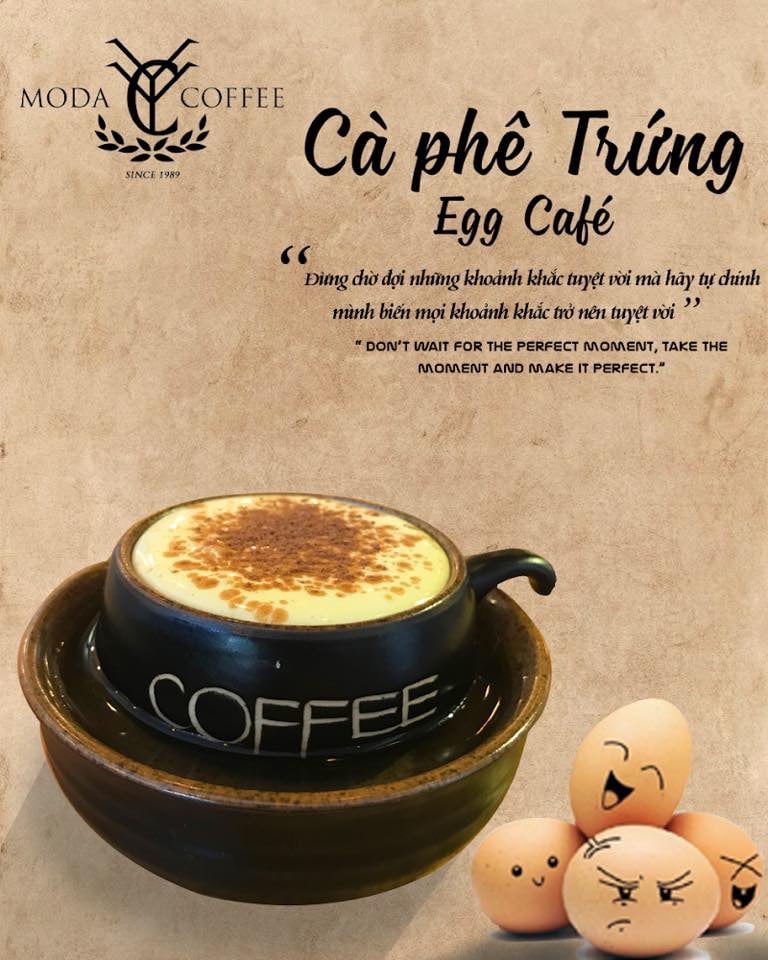 MODA COFFEE
SINCE 1989
Cà phê Trứng
Egg Café
“ Đừng chờ đợi những khoảnh khắc tuyệt vời mà hãy tự chính
mình biến mọi khoảnh khắc trở nên tuyệt vời ”
" DON'T WAIT FOR THE PERFECT MOMENT, TAKE THE
MOMENT AND MAKE IT PERFECT."
COFFEE